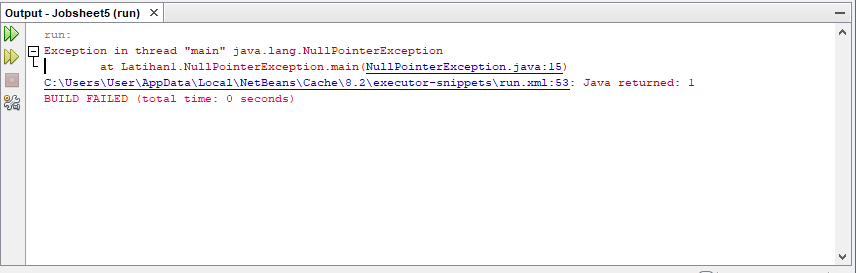 Output - Jobsheet5 (run) ×
run:
Exception in thread "main" java.lang.NullPointerException
at Latihan1.NullPointerException.main(NullPointerException.java:15)
C:\Users\User\AppData\Local\NetBeans\Cache\8.2\executor-snippets\run.xml:53: Java returned: 1
BUILD FAILED (total time: 0 seconds)